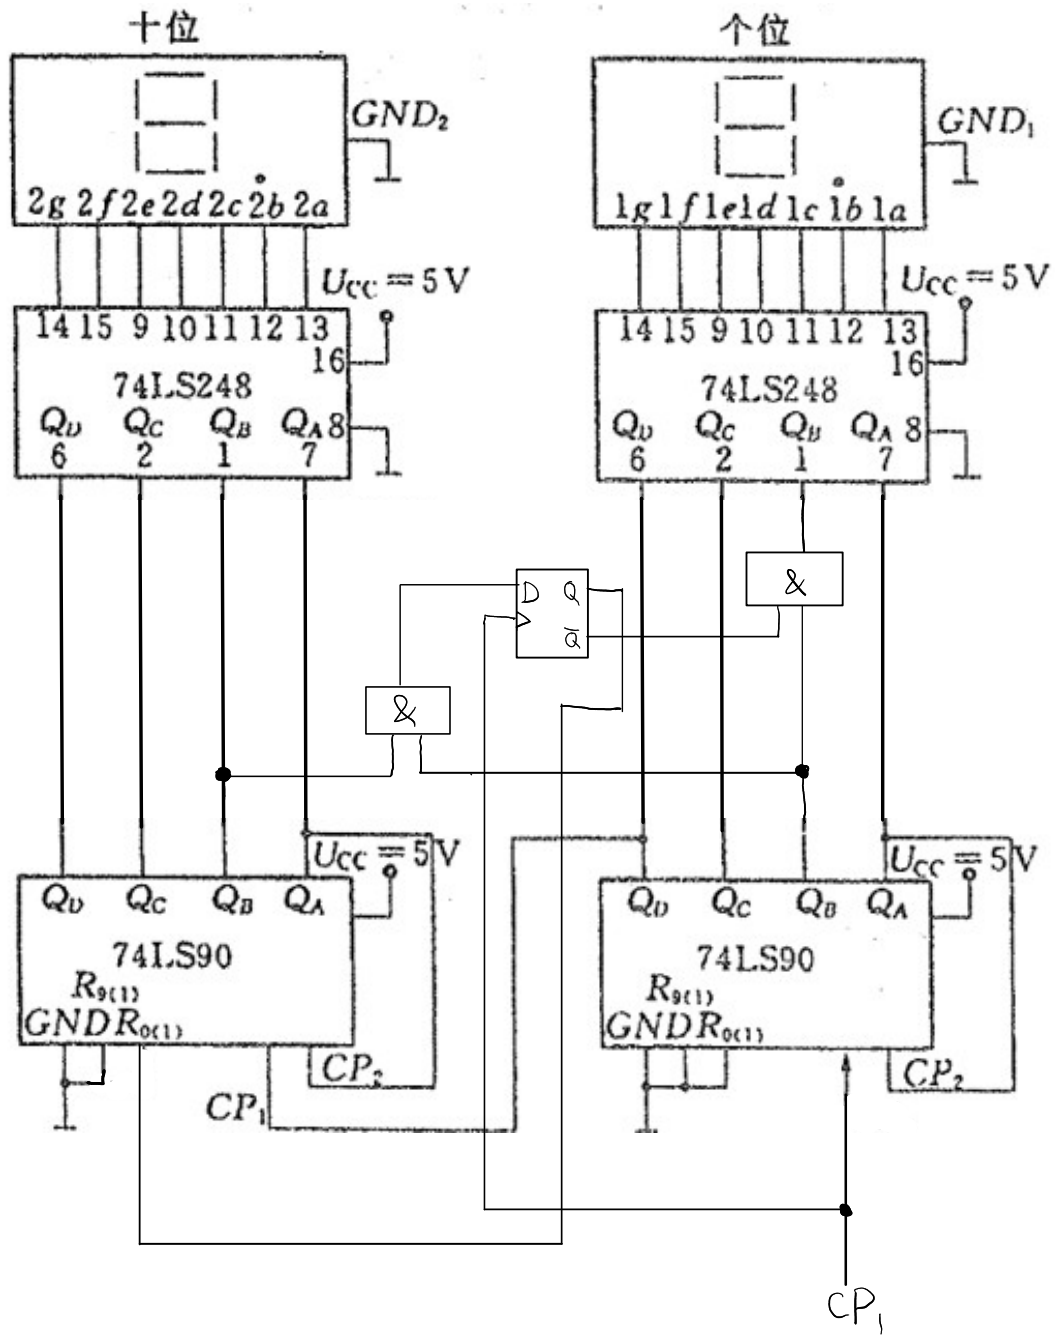 十位 个位
GND₂ GND₁
2g 2f 2e 2d 2c 2b 2a 1g 1f 1e 1d 1c 1b 1a
UCC=5V UCC=5V
14 15 9 10 11 12 13 14 15 9 10 11 12 13
16 16
74LS248 74LS248
QD QC QB QA 8 QD QC QB QA 8
6 2 1 7 6 2 1 7
D Q &
Q̄
&
UCC=5V UCC=5V
QD QC QB QA QD QC QB QA
74LS90 74LS90
R9(1) R9(1)
GND R0(1) GND R0(1)
CP₂ CP₂
CP₁
CP₁